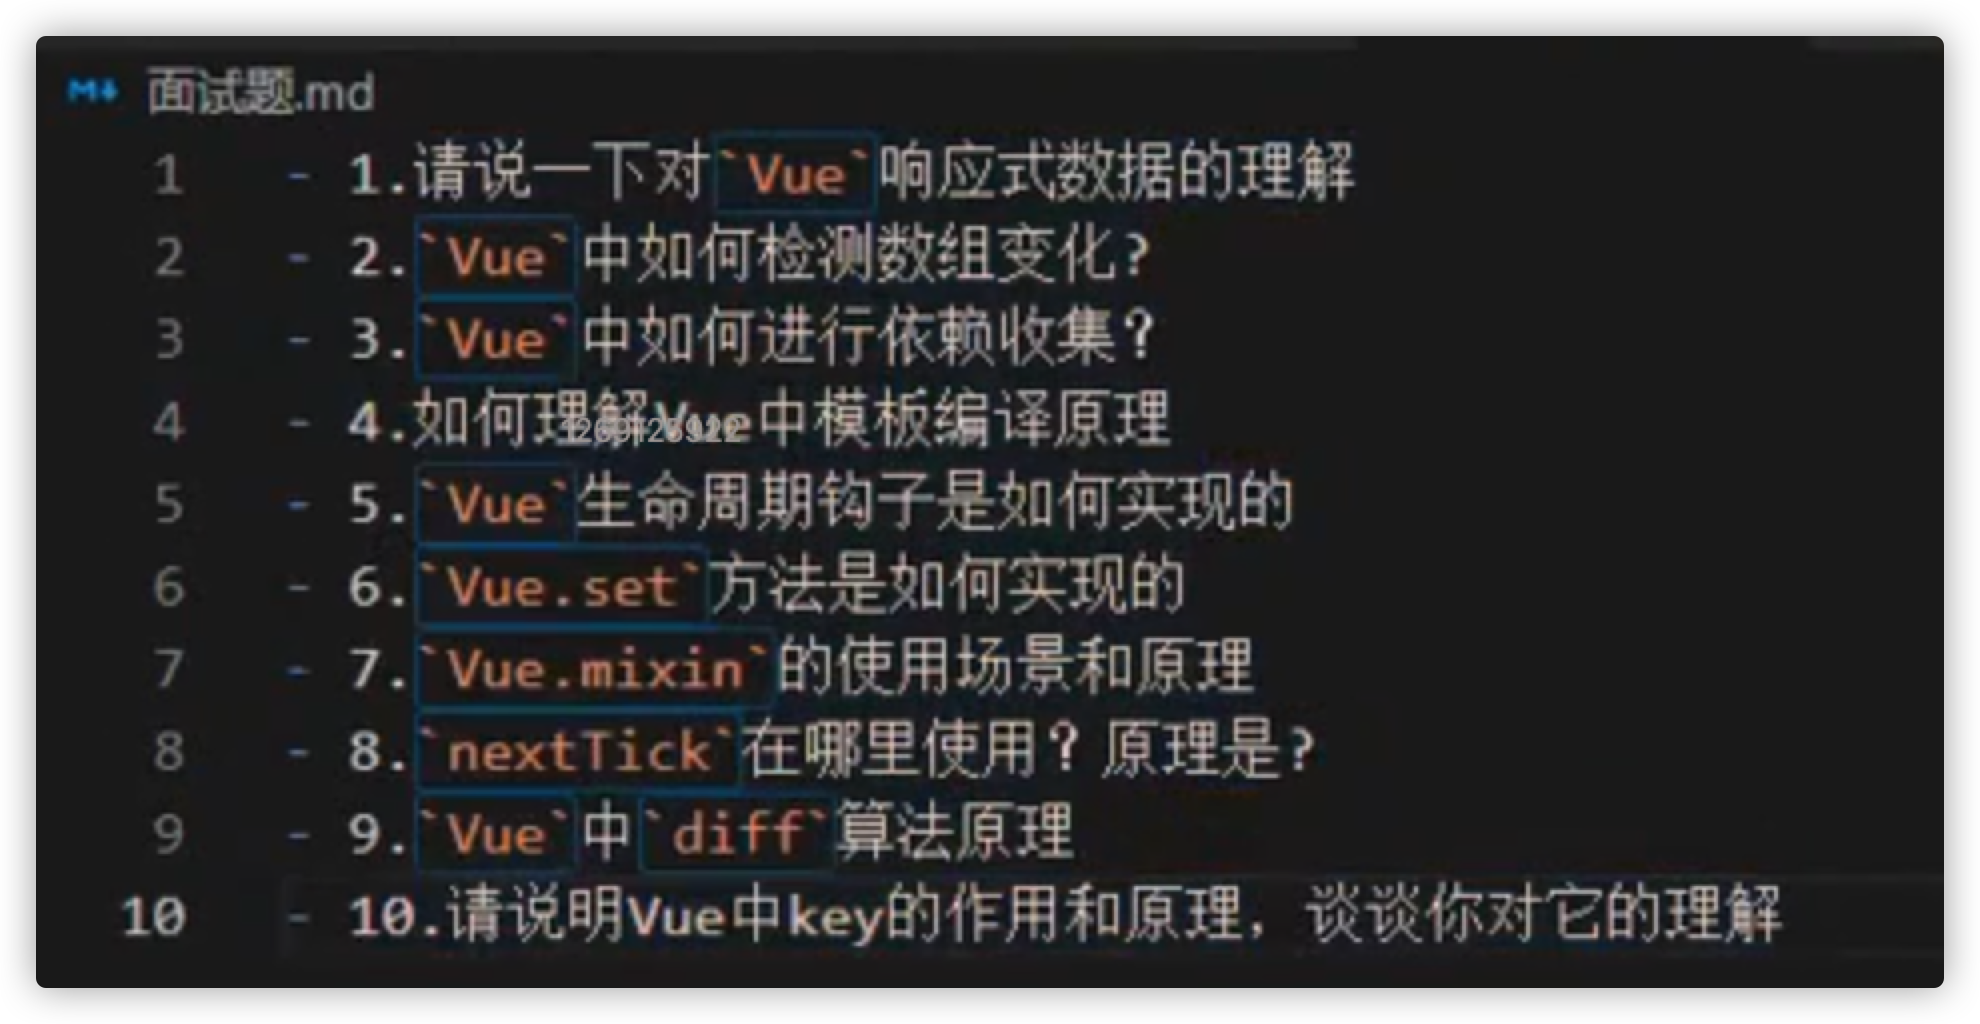 面试题.md
1 - 1.请说一下对`Vue`响应式数据的理解
2 - 2.`Vue`中如何检测数组变化?
3 - 3.`Vue`中如何进行依赖收集？
4 - 4.如何理解Vue中模板编译原理
5 - 5.`Vue`生命周期钩子是如何实现的
6 - 6.`Vue.set`方法是如何实现的
7 - 7.`Vue.mixin`的使用场景和原理
8 - 8.`nextTick`在哪里使用？原理是?
9 - 9.`Vue`中`diff`算法原理
10 - 10.请说明Vue中key的作用和原理，谈谈你对它的理解